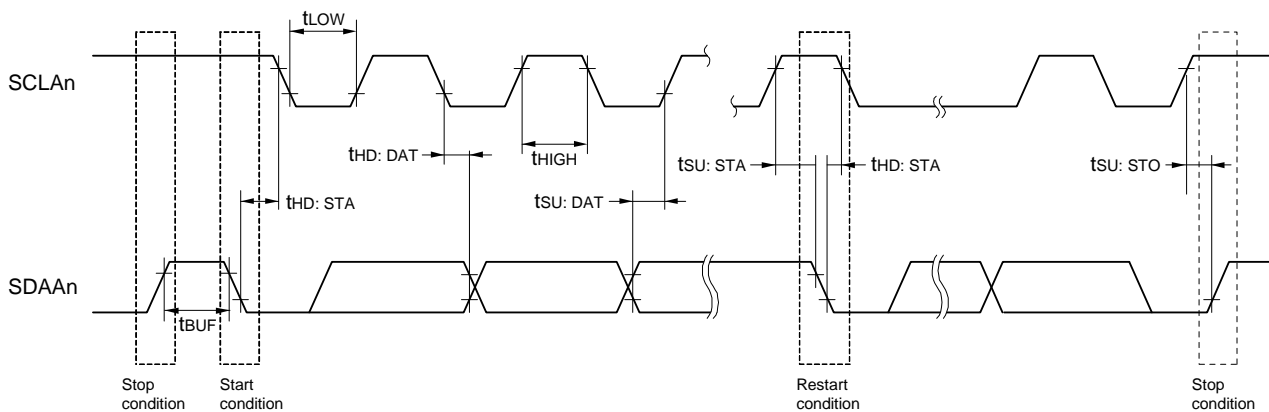 tLOW
SCLAn
tHD: DAT
tHIGH
tSU: STA
tHD: STA
tSU: STO
tHD: STA
tSU: DAT
SDAAn
tBUF
Stop
condition
Start
condition
Restart
condition
Stop
condition